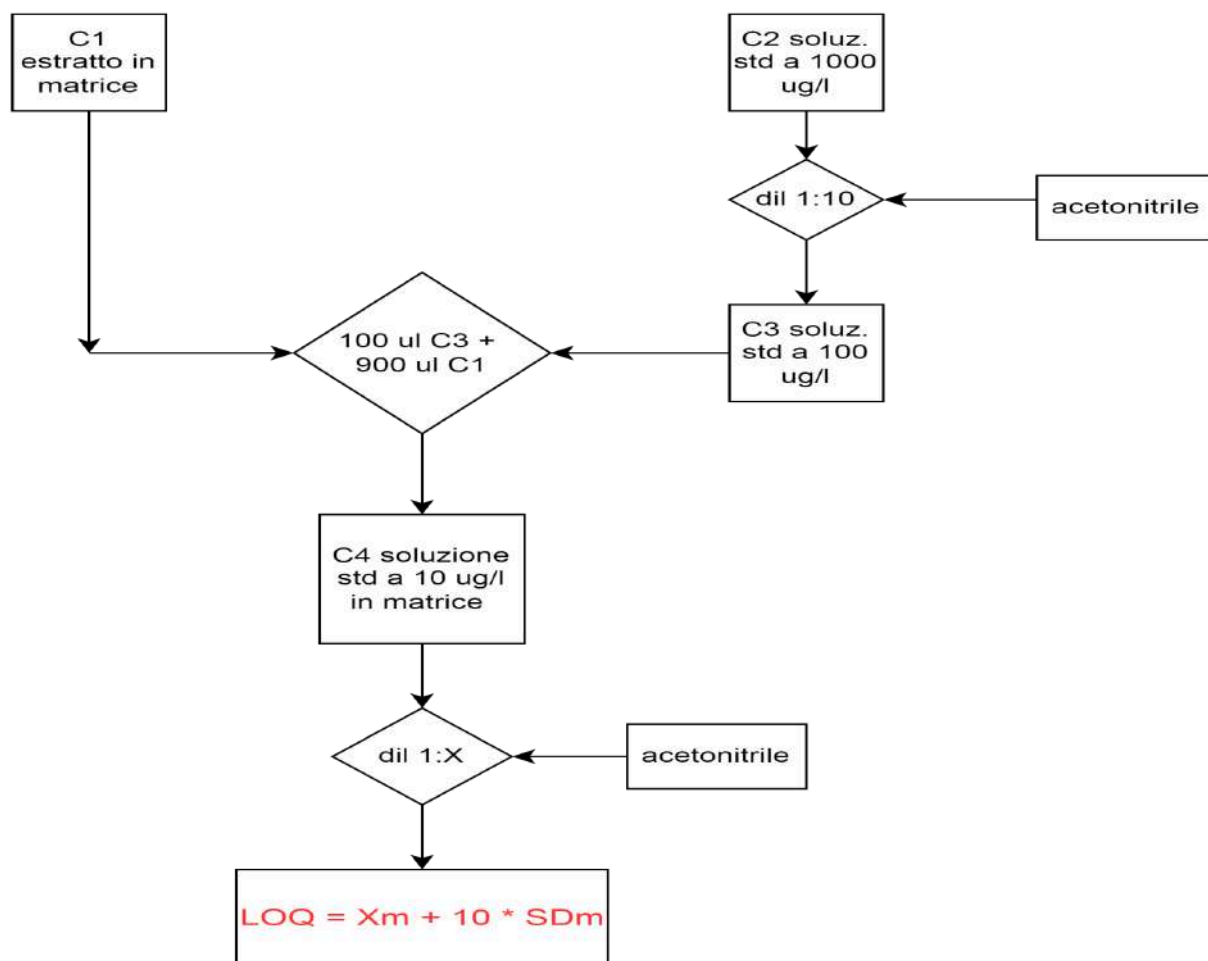 C1
estratto in
matrice
C2 soluz.
std a 1000
ug/l
dil 1:10
acetonitrile
100 ul C3 +
900 ul C1
C3 soluz.
std a 100
ug/l
C4 soluzione
std a 10 ug/l
in matrice
dil 1:X
acetonitrile
LOQ = Xm + 10 * SDm